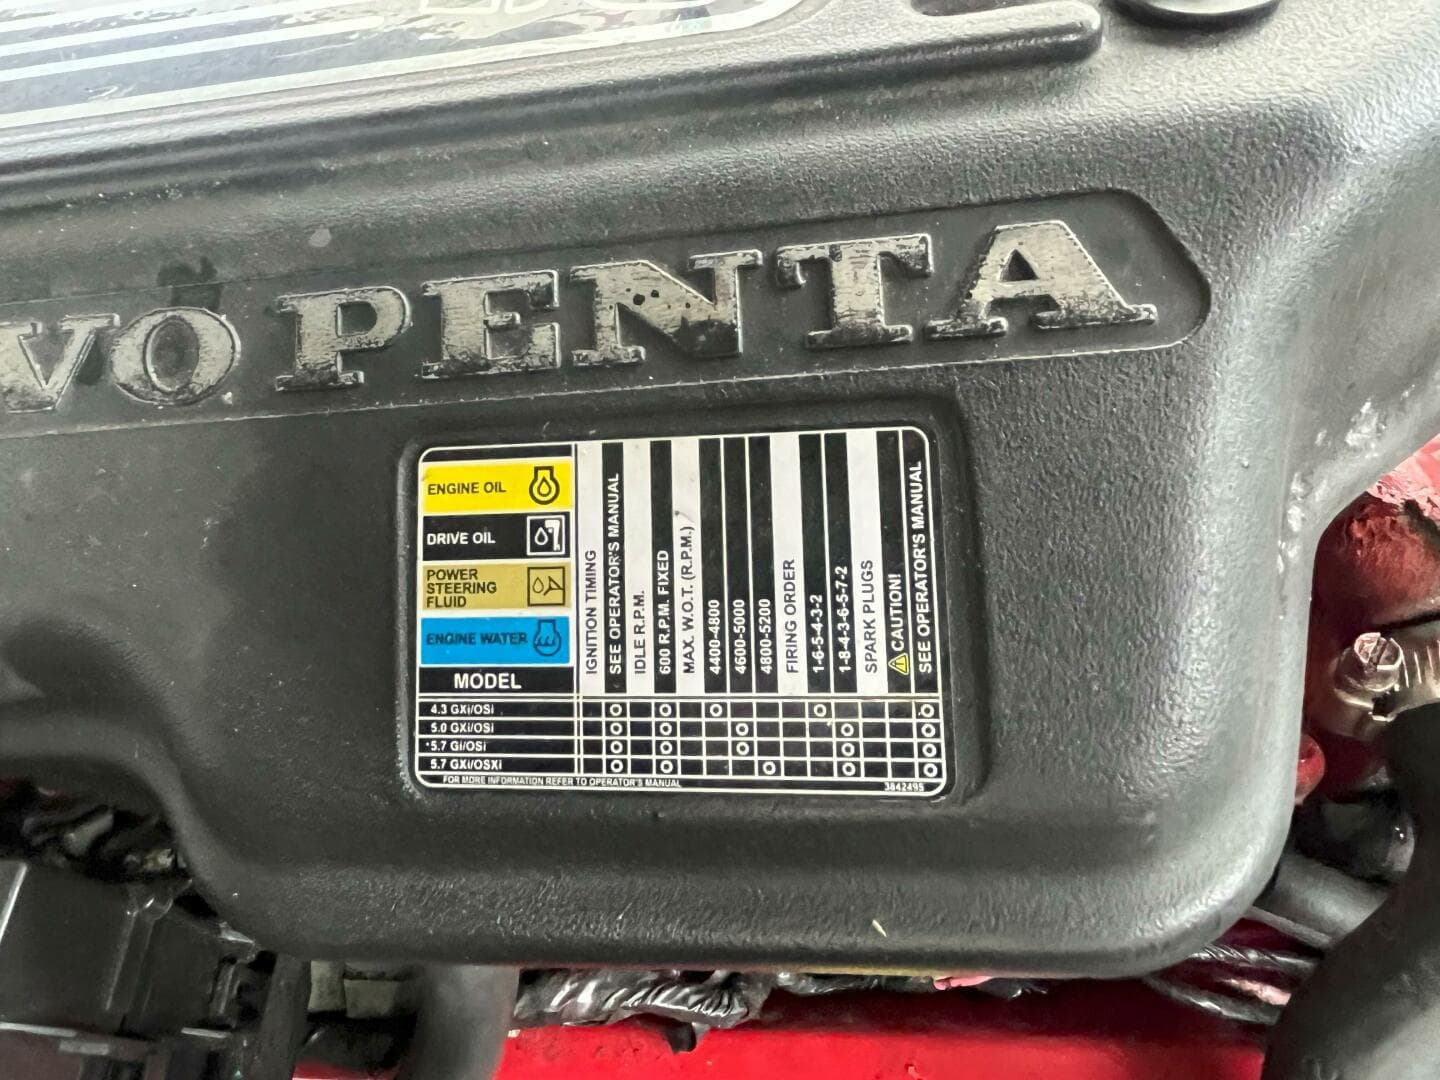 VO PENTA
ENGINE OIL
DRIVE OIL
POWER
STEERING
FLUID
ENGINE WATER
MODEL
IGNITION TIMING
SEE OPERATOR'S MANUAL
IDLE R.P.M.
600 R.P.M. FIXED
MAX. W.O.T. (R.P.M.)
4400-4800
4600-5000
4800-5200
FIRING ORDER
1-6-5-4-3-2
1-8-4-3-6-5-7-2
SPARK PLUGS
CAUTION!
SEE OPERATOR'S MANUAL
4.3 GXi/OSi
5.0 GXi/OSi
5.7 Gi/OSi
5.7 GXi/OSXi
FOR MORE INFORMATION REFER TO OPERATOR'S MANUAL
3842495